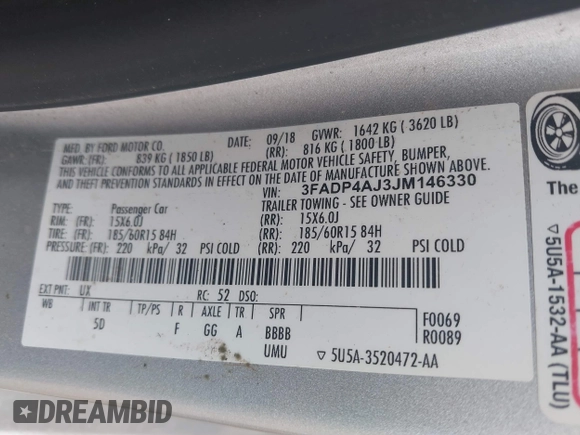 MFD. BY FORD MOTOR CO.
DATE: 09/18 GVWR: 1642 KG ( 3620 LB)
GAWR: (FR): 839 KG ( 1850 LB) (RR): 816 KG ( 1800 LB)
THIS VEHICLE CONFORMS TO ALL APPLICABLE FEDERAL MOTOR VEHICLE SAFETY, BUMPER,
AND THEFT PREVENTION STANDARDS IN EFFECT ON THE DATE OF MANUFACTURE SHOWN ABOVE.
VIN: 3FADP4AJ3JM146330
TYPE: Passenger Car TRAILER TOWING - SEE OWNER GUIDE
RIM: (FR): 15X6.0J (RR): 15X6.0J
TIRE: (FR): 185/60R15 84H (RR): 185/60R15 84H
PRESSURE: (FR): 220 kPa/ 32 PSI COLD (RR): 220 kPa/ 32 PSI COLD
EXT PNT: UX RC: 52 DSO:
WB INT TR TP/PS R AXLE TR SPR
SD F GG A BBBB
UMU
F0069
R0089
▽5U5A-3520472-AA
The
▽5U5A-1532-AA (TLU)
DREAMBID